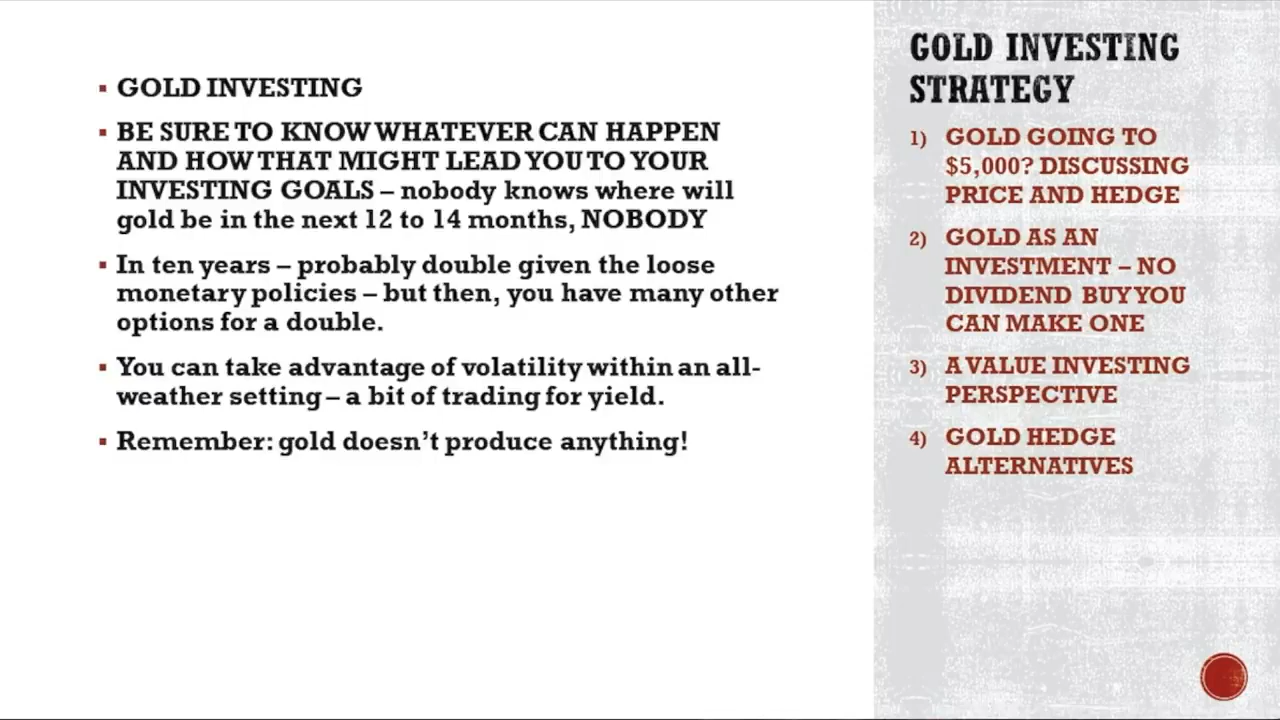 ▪ GOLD INVESTING
▪ BE SURE TO KNOW WHATEVER CAN HAPPEN
AND HOW THAT MIGHT LEAD YOU TO YOUR
INVESTING GOALS – nobody knows where will
gold be in the next 12 to 14 months, NOBODY
▪ In ten years – probably double given the loose
monetary policies – but then, you have many other
options for a double.
▪ You can take advantage of volatility within an all-
weather setting – a bit of trading for yield.
▪ Remember: gold doesn’t produce anything!
GOLD INVESTING
STRATEGY
1) GOLD GOING TO
$5,000? DISCUSSING
PRICE AND HEDGE
2) GOLD AS AN
INVESTMENT – NO
DIVIDEND BUY YOU
CAN MAKE ONE
3) A VALUE INVESTING
PERSPECTIVE
4) GOLD HEDGE
ALTERNATIVES